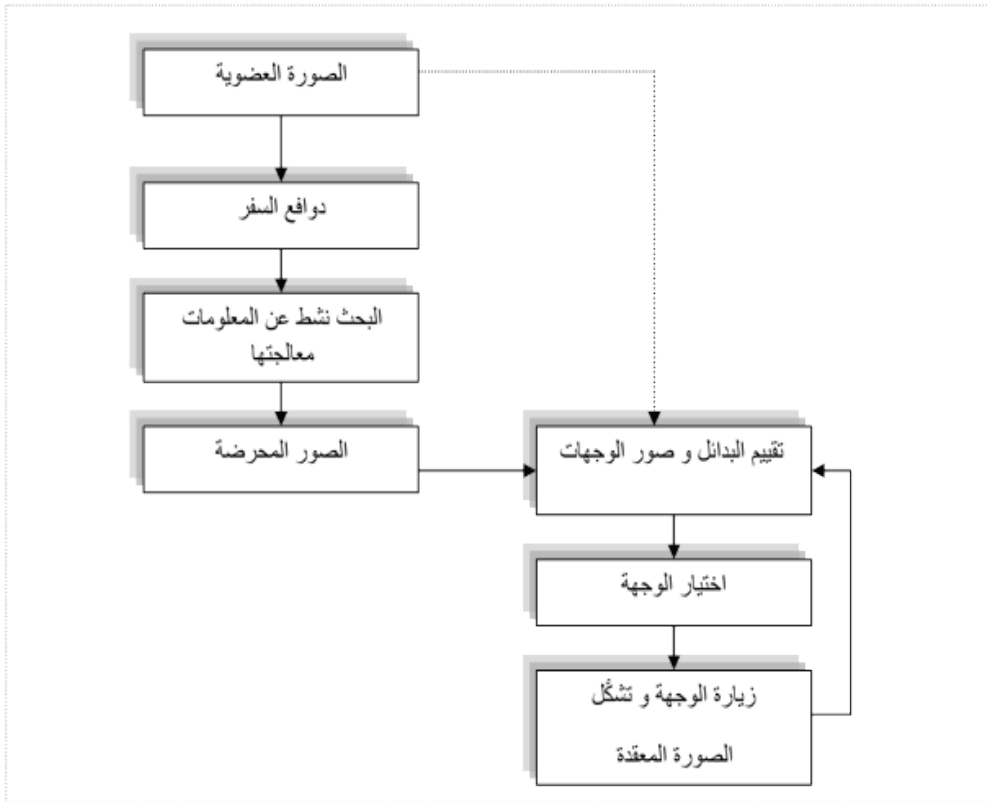 الصورة العضوية
دوافع السفر
البحث نشط عن المعلومات
معالجتها
الصور المحرضة
تقييم البدائل و صور الوجهات
اختيار الوجهة
زيارة الوجهة و تشكّل
الصورة المعقدة